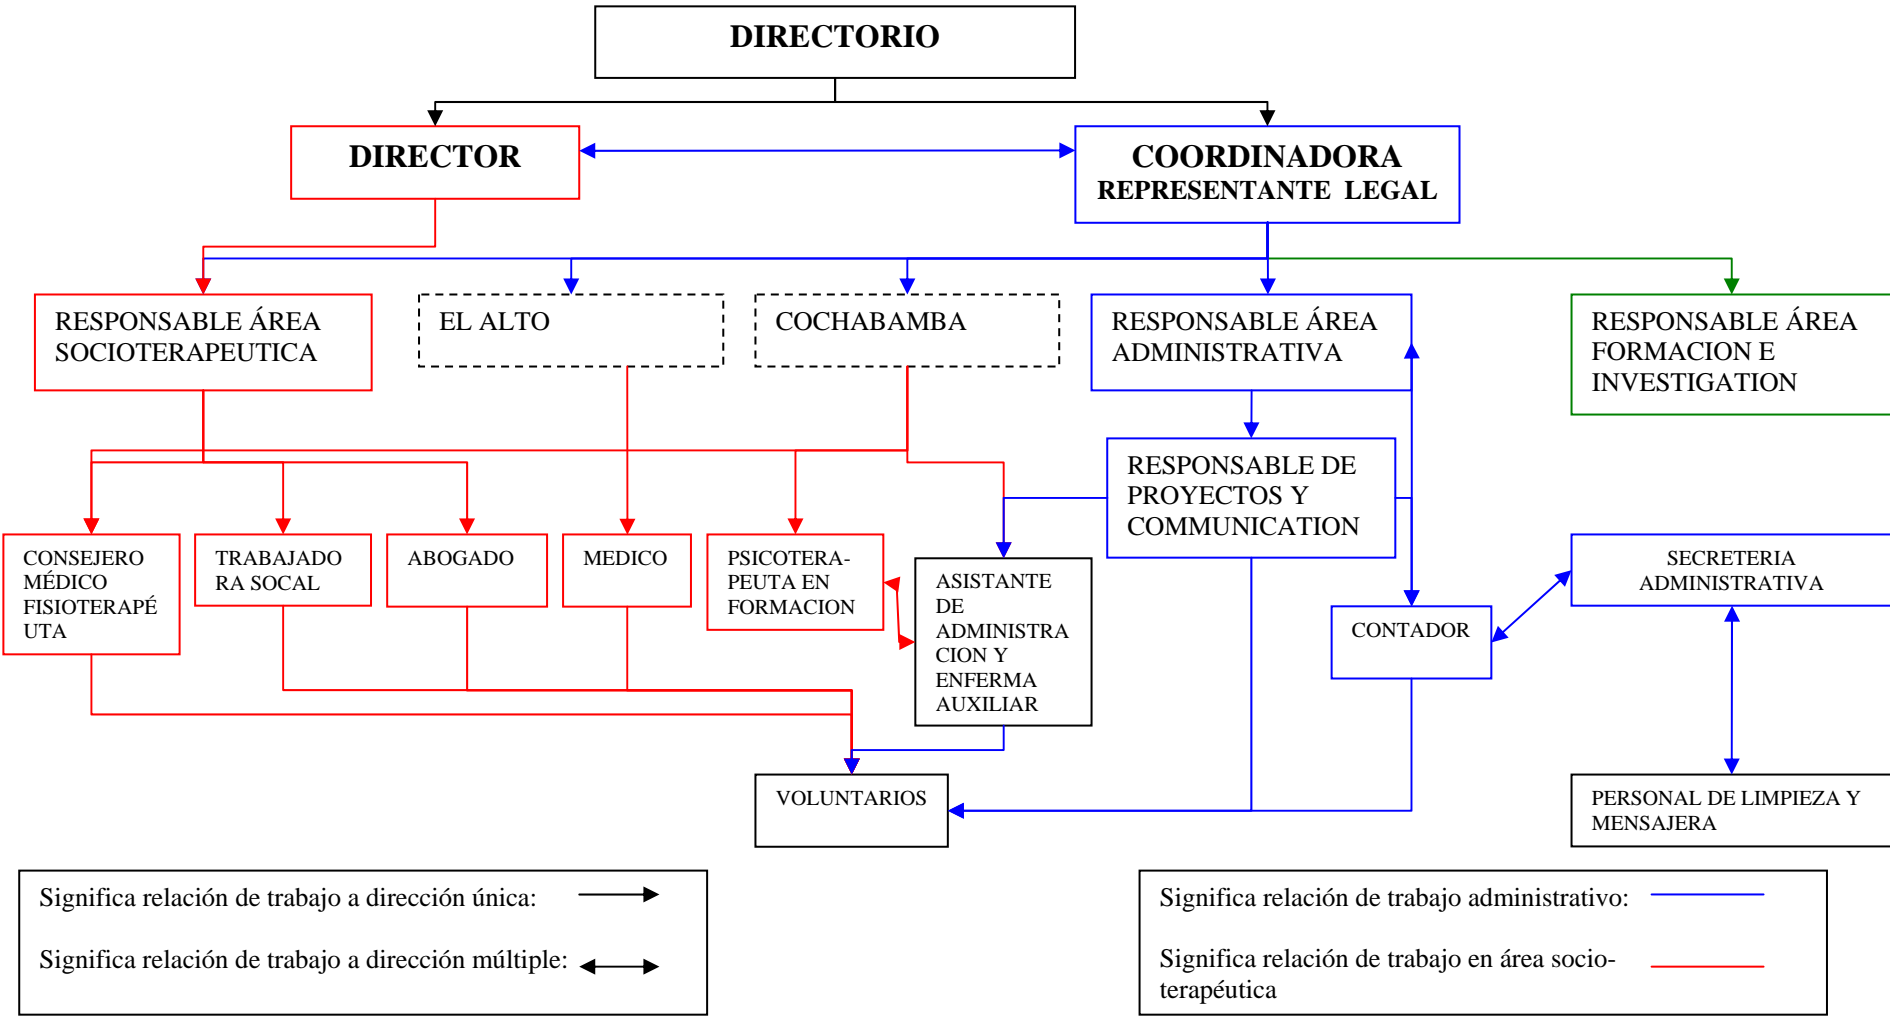 DIRECTORIO
DIRECTOR
COORDINADORA
REPRESENTANTE LEGAL
RESPONSABLE ÁREA
SOCIOTERAPEUTICA
EL ALTO
COCHABAMBA
RESPONSABLE ÁREA
ADMINISTRATIVA
RESPONSABLE ÁREA
FORMACION E
INVESTIGATION
RESPONSABLE DE
PROYECTOS Y
COMMUNICATION
CONSEJERO
MÉDICO
FISIOTERAPÉ
UTA
TRABAJADO
RA SOCAL
ABOGADO
MEDICO
PSICOTERA-
PEUTA EN
FORMACION
ASISTANTE
DE
ADMINISTRA
CION Y
ENFERMA
AUXILIAR
CONTADOR
SECRETERIA
ADMINISTRATIVA
VOLUNTARIOS
PERSONAL DE LIMPIEZA Y
MENSAJERA
Significa relación de trabajo a dirección única:
Significa relación de trabajo a dirección múltiple:
Significa relación de trabajo administrativo:
Significa relación de trabajo en área socio-
terapéutica